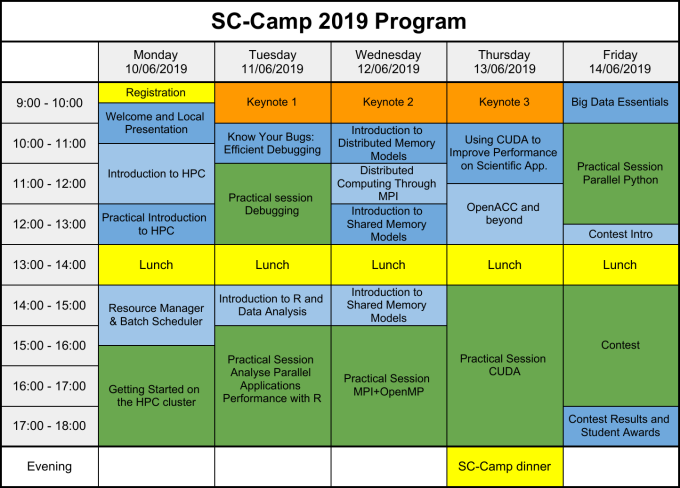 SC-Camp 2019 Program
Monday
10/06/2019
Tuesday
11/06/2019
Wednesday
12/06/2019
Thursday
13/06/2019
Friday
14/06/2019
9:00 - 10:00
Registration
Welcome and Local
Presentation
Keynote 1
Keynote 2
Keynote 3
Big Data Essentials
10:00 - 11:00
Know Your Bugs:
Efficient Debugging
Introduction to
Distributed Memory
Models
Using CUDA to
Improve Performance
on Scientific App.
Practical Session
Parallel Python
11:00 - 12:00
Introduction to HPC
Practical session
Debugging
Distributed
Computing Through
MPI
OpenACC and
beyond
12:00 - 13:00
Practical Introduction
to HPC
Introduction to
Shared Memory
Models
Contest Intro
13:00 - 14:00
Lunch
Lunch
Lunch
Lunch
Lunch
14:00 - 15:00
Resource Manager
& Batch Scheduler
Introduction to R and
Data Analysis
Introduction to
Shared Memory
Models
Practical Session
CUDA
Contest
15:00 - 16:00
Practical Session
Analyse Parallel
Applications
Performance with R
Practical Session
MPI+OpenMP
16:00 - 17:00
Getting Started on
the HPC cluster
17:00 - 18:00
Contest Results and
Student Awards
Evening
SC-Camp dinner